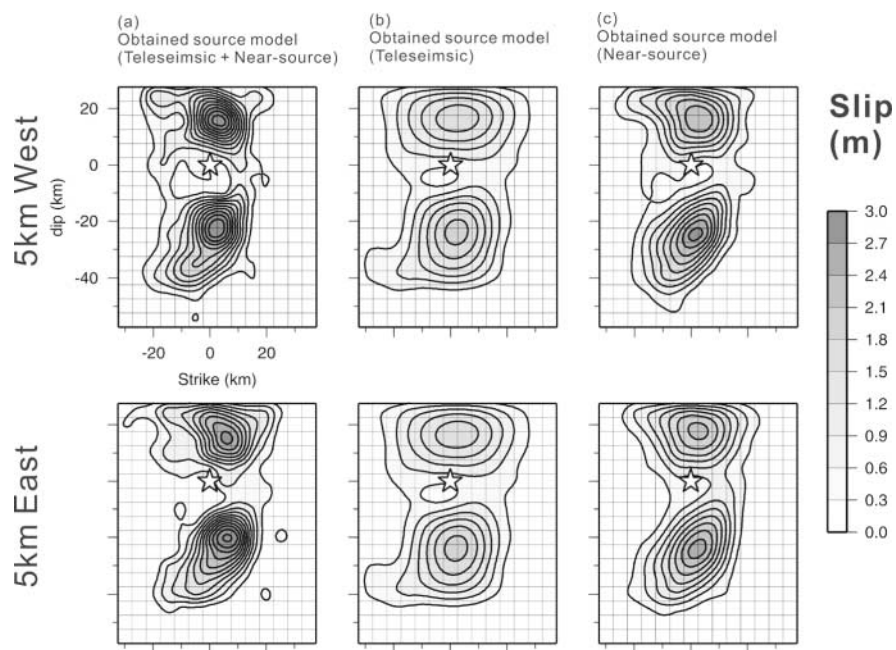 (a)
Obtained source model
(Teleseimsic + Near-source)
(b)
Obtained source model
(Teleseimsic)
(c)
Obtained source model
(Near-source)
5km West
dip (km)
20
0
-20
-40
-20 0 20
Strike (km)
5km East
Slip
(m)
3.0
2.7
2.4
2.1
1.8
1.5
1.2
0.9
0.6
0.3
0.0